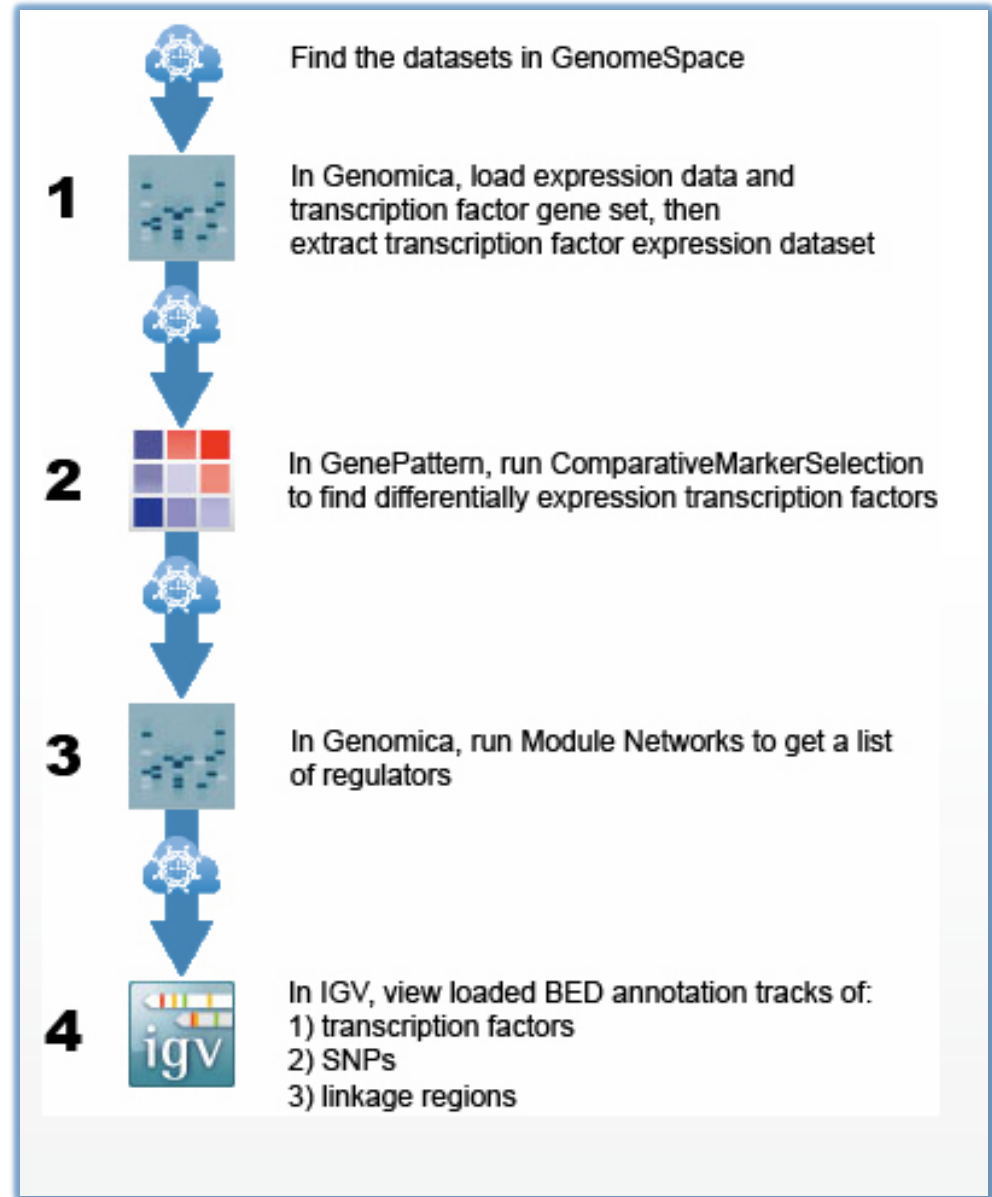 Find the datasets in GenomeSpace
1
In Genomica, load expression data and
transcription factor gene set, then
extract transcription factor expression dataset
2
In GenePattern, run ComparativeMarkerSelection
to find differentially expression transcription factors
3
In Genomica, run Module Networks to get a list
of regulators
4
igv
In IGV, view loaded BED annotation tracks of:
1) transcription factors
2) SNPs
3) linkage regions